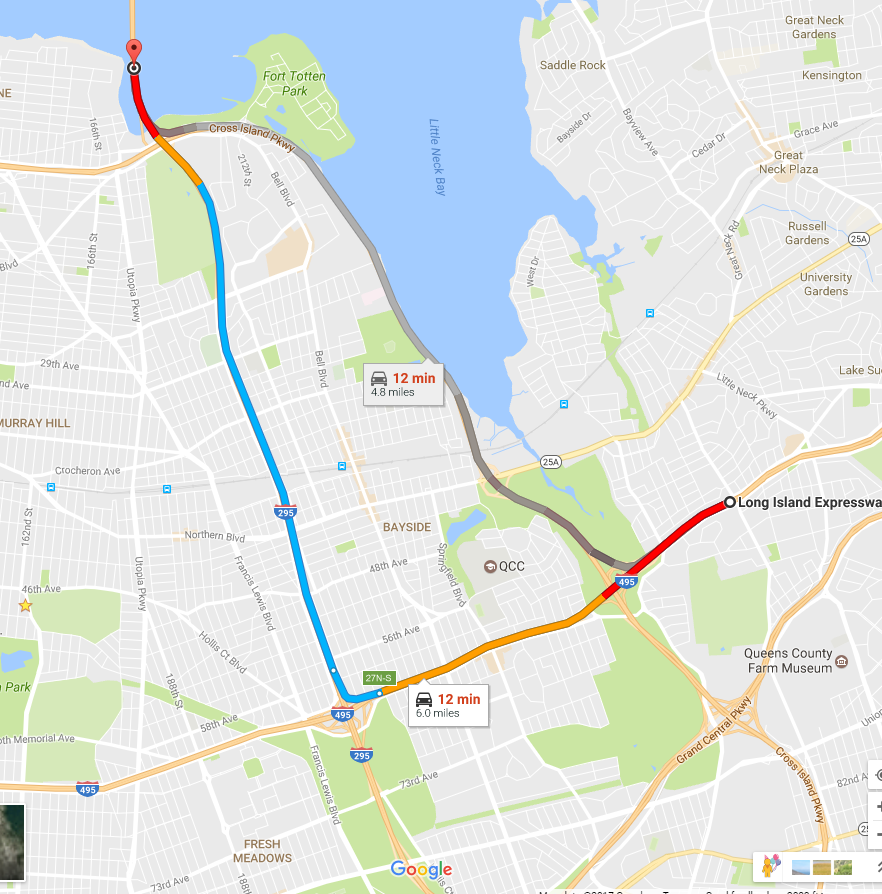 Great Neck
Gardens
Saddle Rock
Kensington
Fort Totten
Park
NE
166th St
Cross Island Pkwy
Little Neck Bay
Bayside Dr
Bayview Ave
Grace Ave
Cedar Dr
Great
Neck Plaza
212th St
Bell Blvd
166th St
Utopia Pkwy
West Dr
Great Neck Rd
Russell
Gardens
25A
University
Gardens
29th Ave
nd Ave
Bell Blvd
12 min
4.8 miles
Lake Su
Little Neck Pkwy
MURRAY HILL
Crocheron Ave
25A
162nd St
295
Long Island Expresswa
BAYSIDE
Northern Blvd
48th Ave
Springfield Blvd
QCC
495
46th Ave
Utopia Pkwy
Francis Lewis Blvd
56th Ave
Hollis Ct Blvd
Queens County
Farm Museum
188th St
27N-S
n Park
12 min
6.0 miles
495
58th Ave
oth Memorial Ave
295
Grand Central Pkwy
Cross Island Pkwy
Union
495
Francis Lewis Blvd
73rd Ave
82nd A
25
FRESH
MEADOWS
Google
73rd Ave